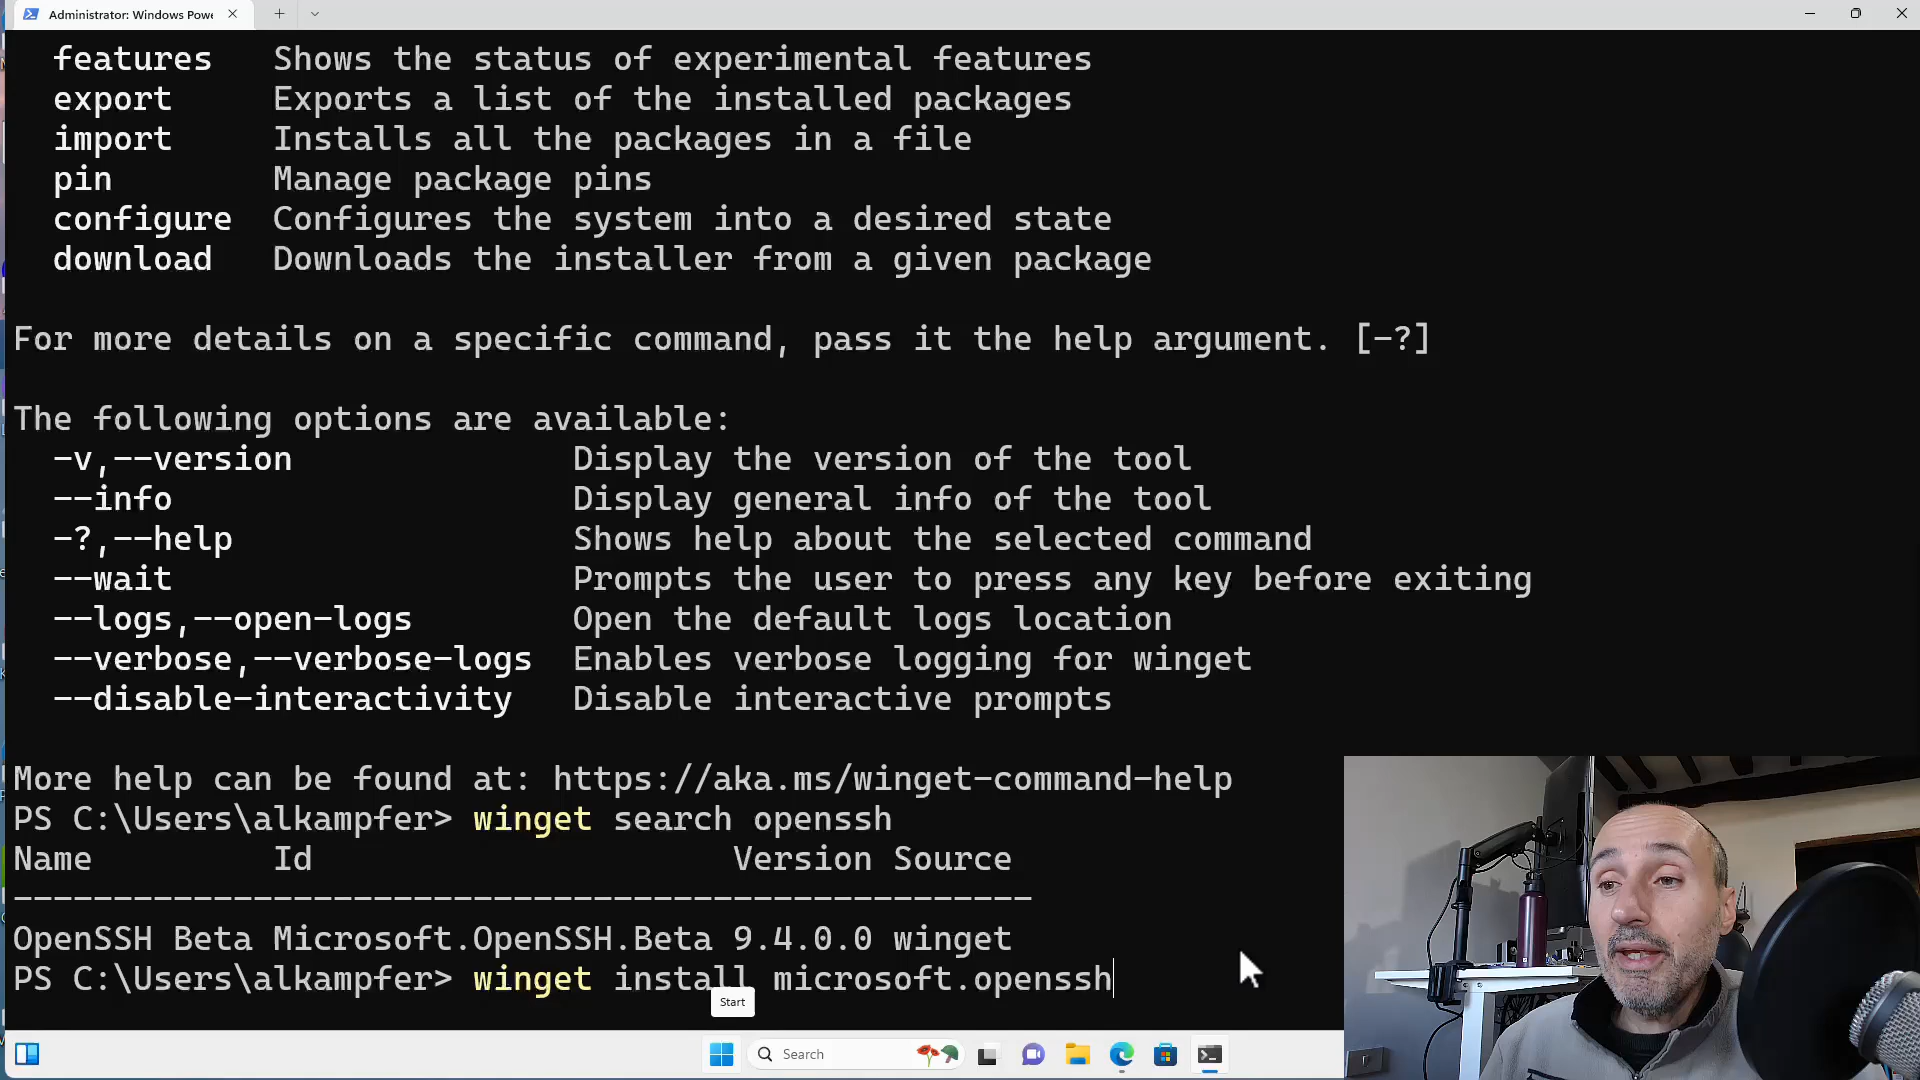 Administrator: Windows Powe
features Shows the status of experimental features
export Exports a list of the installed packages
import Installs all the packages in a file
pin Manage package pins
configure Configures the system into a desired state
download Downloads the installer from a given package
For more details on a specific command, pass it the help argument. [-?]
The following options are available:
-v,--version Display the version of the tool
--info Display general info of the tool
-?,--help Shows help about the selected command
--wait Prompts the user to press any key before exiting
--logs,--open-logs Open the default logs location
--verbose,--verbose-logs Enables verbose logging for winget
--disable-interactivity Disable interactive prompts
More help can be found at: https://aka.ms/winget-command-help
PS C:\Users\alkampfer> winget search openssh
Name Id Version Source
-----------------------------------------------------
OpenSSH Beta Microsoft.OpenSSH.Beta 9.4.0.0 winget
PS C:\Users\alkampfer> winget install microsoft.openssh
Start
Search